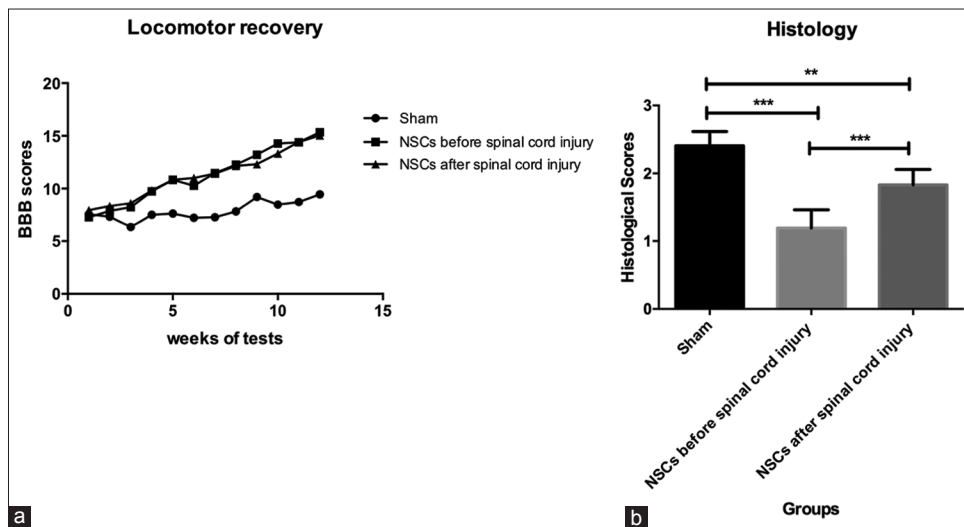 Locomotor recovery
20
15
10
5
0
BBB scores
0
5
10
15
weeks of tests
Sham
NSCs before spinal cord injury
NSCs after spinal cord injury
a
Histology
**
***
***
3
2
1
0
Histological Scores
Sham
NSCs before spinal cord injury
NSCs after spinal cord injury
Groups
b